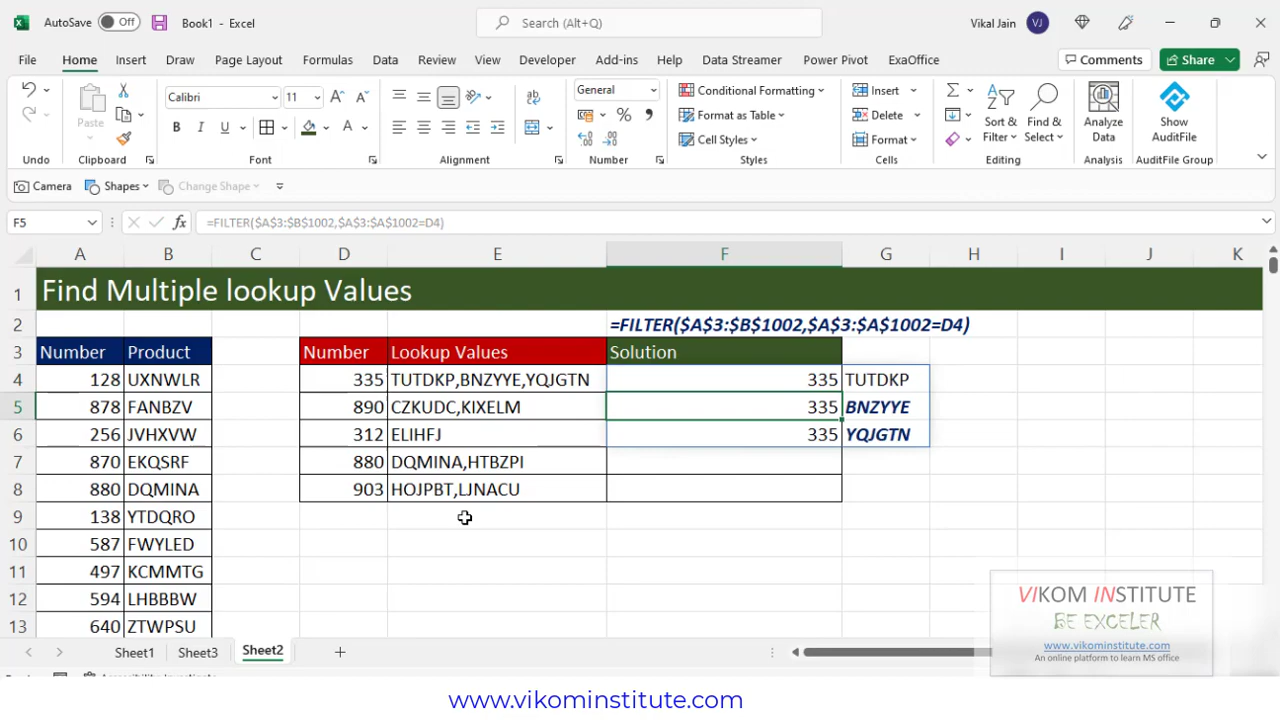 AutoSave Off Book1 - Excel Search (Alt+Q) Vikal Jain VJ
File Home Insert Draw Page Layout Formulas Data Review View Developer Add-ins Help Data Streamer Power Pivot ExaOffice Comments Share
Paste Calibri 11 General Conditional Formatting Insert Sort & Filter Find & Select Analyze Data Show AuditFile
B I U A % Format as Table Delete
Cell Styles Format
Undo Clipboard Font Alignment Number Styles Cells Editing Analysis AuditFile Group
Camera Shapes Change Shape
F5 fx =FILTER($A$3:$B$1002,$A$3:$A$1002=D4)
A B C D E F G H I J K
1 Find Multiple lookup Values
2 =FILTER($A$3:$B$1002,$A$3:$A$1002=D4)
3 Number Product Number Lookup Values Solution
4 128 UXNWLR 335 TUTDKP,BNZYYE,YQJGTN 335 TUTDKP
5 878 FANBZV 890 CZKUDC,KIXELM 335 BNZYYE
6 256 JVHXVW 312 ELIHFJ 335 YQJGTN
7 870 EKQSRF 880 DQMINA,HTBZPI
8 880 DQMINA 903 HOJPBT,LJNACU
9 138 YTDQRO
10 587 FWYLED
11 497 KCMMTG
12 594 LHBBBW
13 640 ZTWPSU
VIKOM INSTITUTE
BE EXCELER
www.vikominstitute.com
An online platform to learn MS office
Sheet1 Sheet3 Sheet2
www.vikominstitute.com